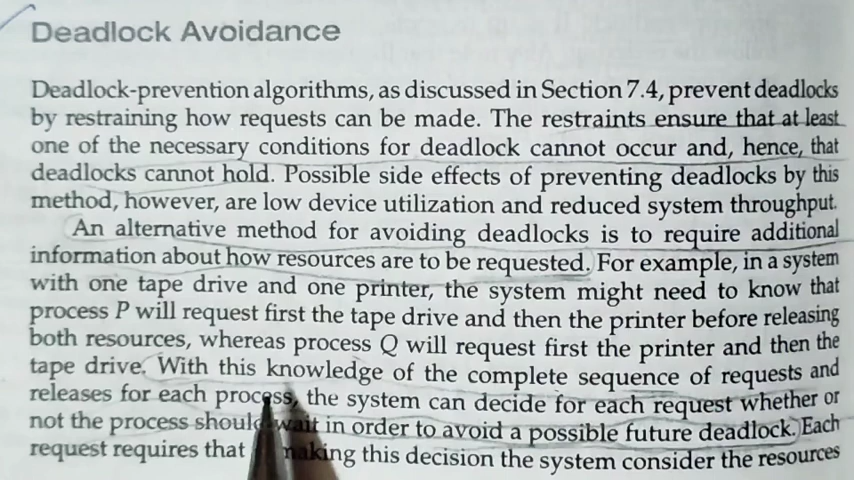 Deadlock Avoidance
Deadlock-prevention algorithms, as discussed in Section 7.4, prevent deadlocks
by restraining how requests can be made. The restraints ensure that at least
one of the necessary conditions for deadlock cannot occur and, hence, that
deadlocks cannot hold. Possible side effects of preventing deadlocks by this
method, however, are low device utilization and reduced system throughput.
An alternative method for avoiding deadlocks is to require additional
information about how resources are to be requested. For example, in a system
with one tape drive and one printer, the system might need to know that
process P will request first the tape drive and then the printer before releasing
both resources, whereas process Q will request first the printer and then the
tape drive. With this knowledge of the complete sequence of requests and
releases for each process, the system can decide for each request whether or
not the process should wait in order to avoid a possible future deadlock. Each
request requires that making this decision the system consider the resources